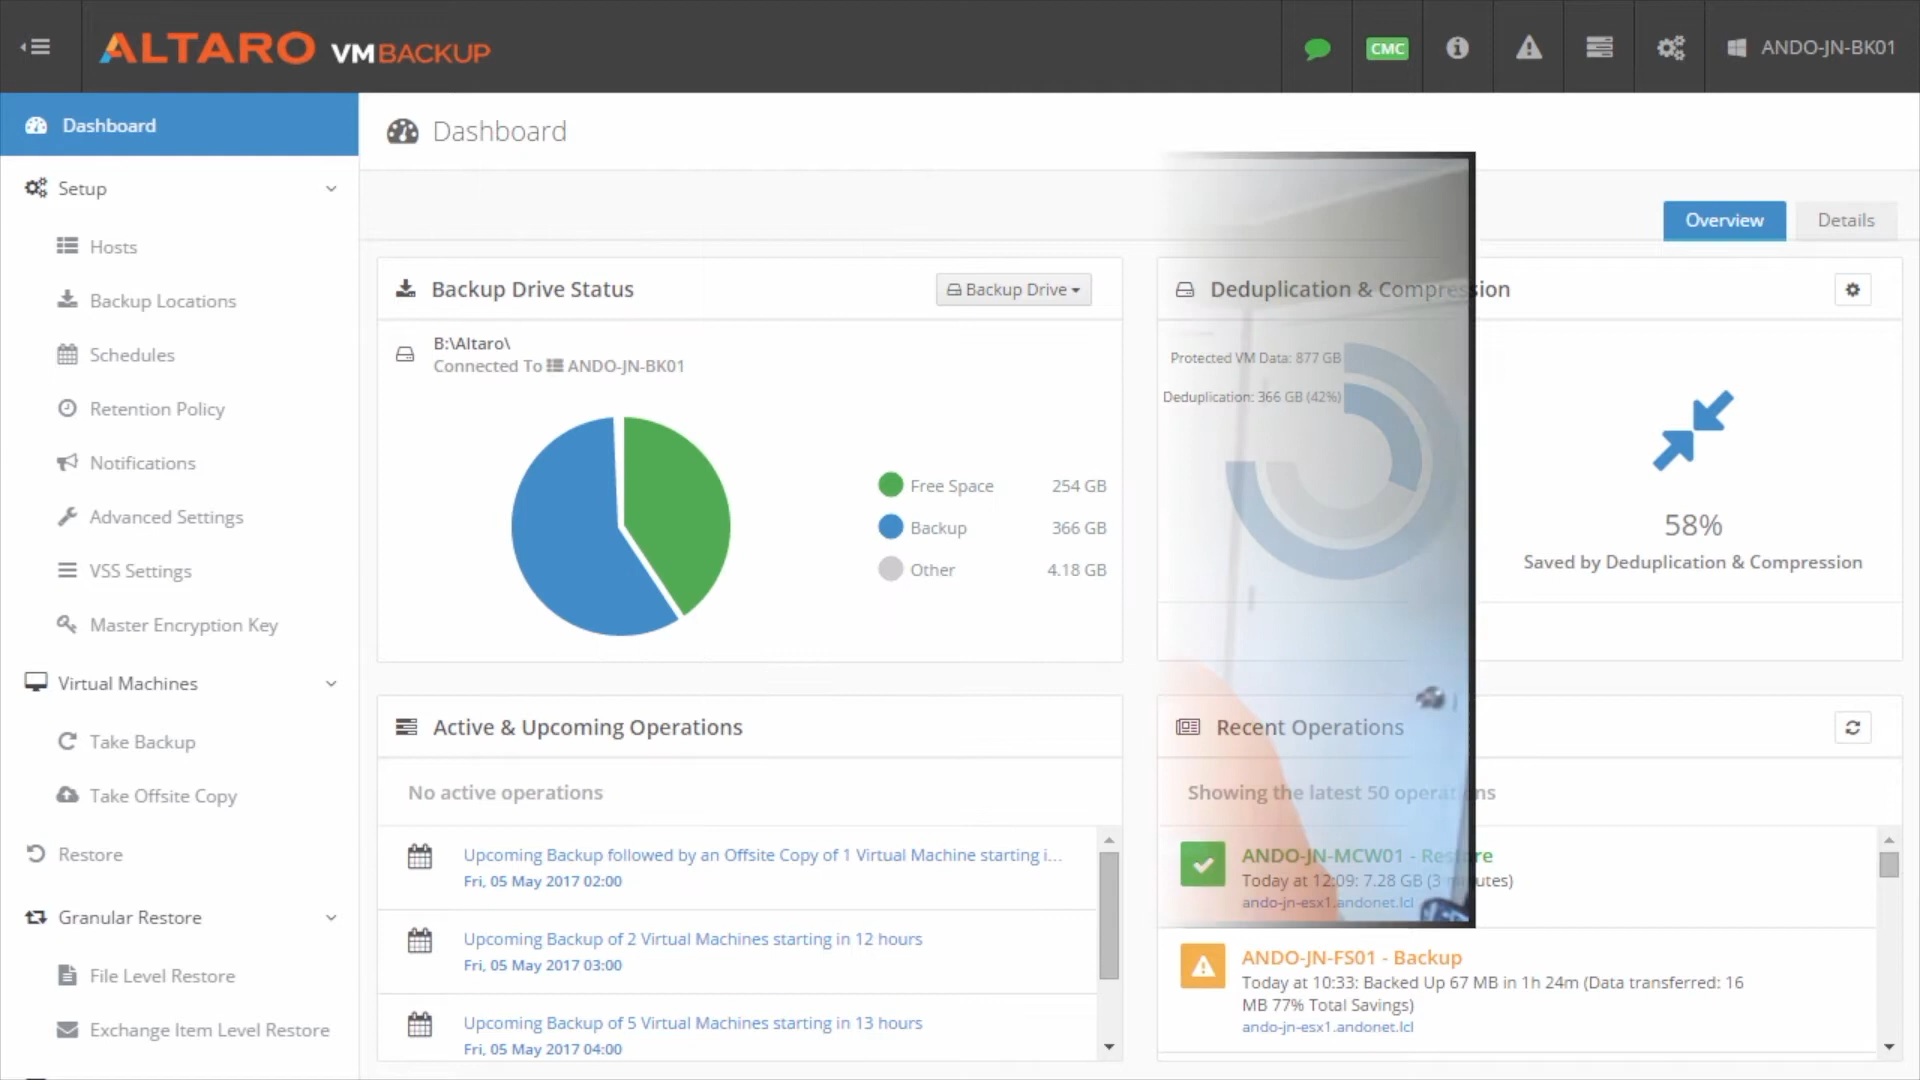 ALTARO VMBACKUP
CMC
ANDO-JN-BK01
Dashboard
Setup
Hosts
Backup Locations
Schedules
Retention Policy
Notifications
Advanced Settings
VSS Settings
Master Encryption Key
Virtual Machines
Take Backup
Take Offsite Copy
Restore
Granular Restore
File Level Restore
Exchange Item Level Restore
Dashboard
Overview
Details
Backup Drive Status
Backup Drive
B:\Altaro\
Connected To ANDO-JN-BK01
Free Space 254 GB
Backup 366 GB
Other 4.18 GB
Deduplication & Compression
Protected VM Data: 877 GB
Deduplication: 366 GB (42%)
58%
Saved by Deduplication & Compression
Active & Upcoming Operations
No active operations
Upcoming Backup followed by an Offsite Copy of 1 Virtual Machine starting i...
Fri, 05 May 2017 02:00
Upcoming Backup of 2 Virtual Machines starting in 12 hours
Fri, 05 May 2017 03:00
Upcoming Backup of 5 Virtual Machines starting in 13 hours
Fri, 05 May 2017 04:00
Recent Operations
Showing the latest 50 operations
ANDO-JN-MCW01 - Restore
Today at 12:09: 7.28 GB (3 minutes)
ando-jn-esx1.andonet.lcl
ANDO-JN-FS01 - Backup
Today at 10:33: Backed Up 67 MB in 1h 24m (Data transferred: 16
MB 77% Total Savings)
ando-jn-esx1.andonet.lcl